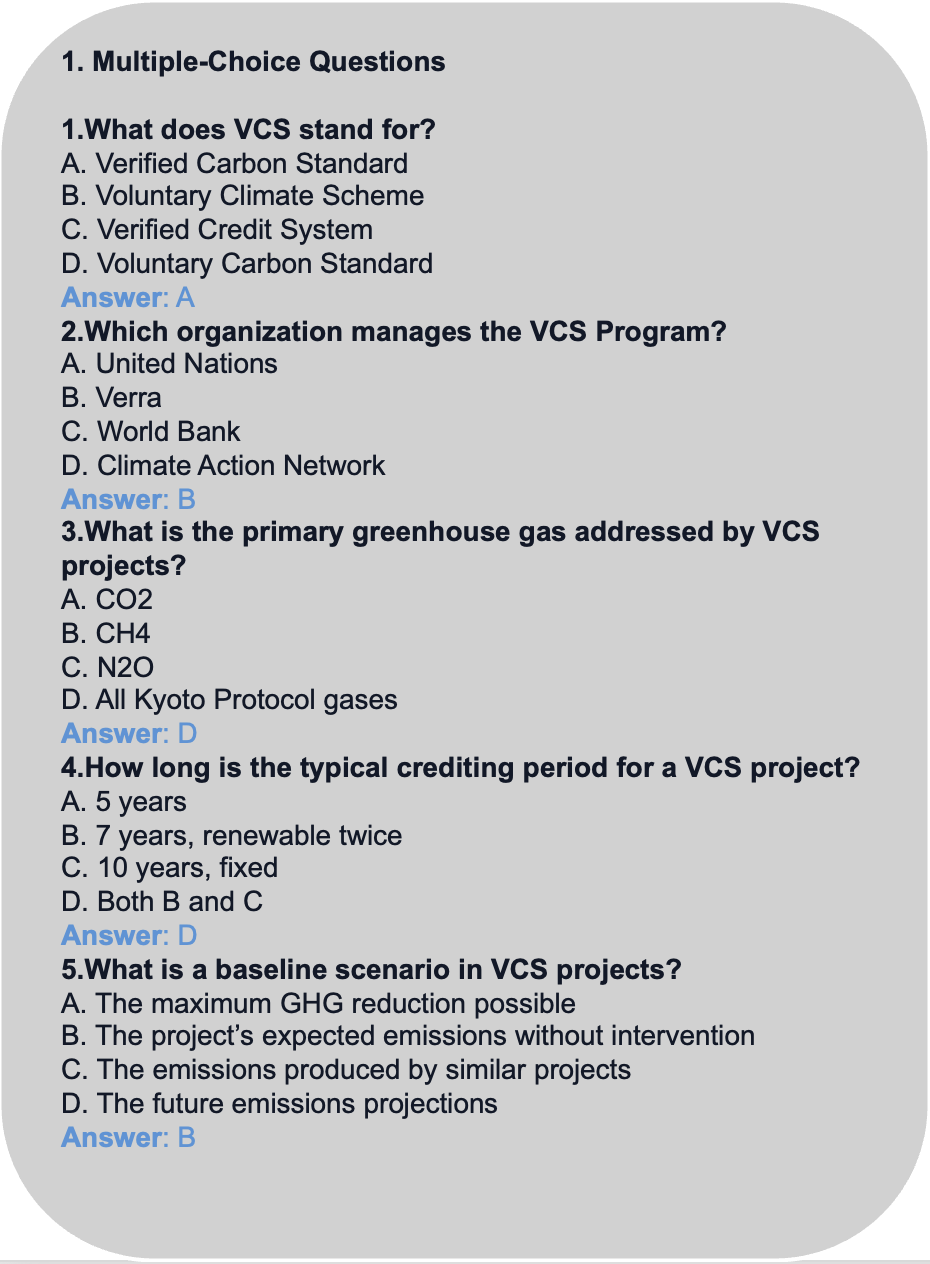 1. Multiple-Choice Questions
1.What does VCS stand for?
A. Verified Carbon Standard
B. Voluntary Climate Scheme
C. Verified Credit System
D. Voluntary Carbon Standard
Answer: A
2.Which organization manages the VCS Program?
A. United Nations
B. Verra
C. World Bank
D. Climate Action Network
Answer: B
3.What is the primary greenhouse gas addressed by VCS
projects?
A. CO2
B. CH4
C. N2O
D. All Kyoto Protocol gases
Answer: D
4.How long is the typical crediting period for a VCS project?
A. 5 years
B. 7 years, renewable twice
C. 10 years, fixed
D. Both B and C
Answer: D
5.What is a baseline scenario in VCS projects?
A. The maximum GHG reduction possible
B. The project’s expected emissions without intervention
C. The emissions produced by similar projects
D. The future emissions projections
Answer: B